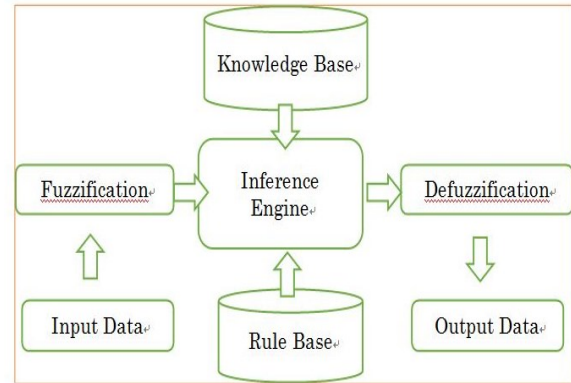 Knowledge Base
Fuzzification
Inference
Engine
Defuzzification
Input Data
Rule Base
Output Data